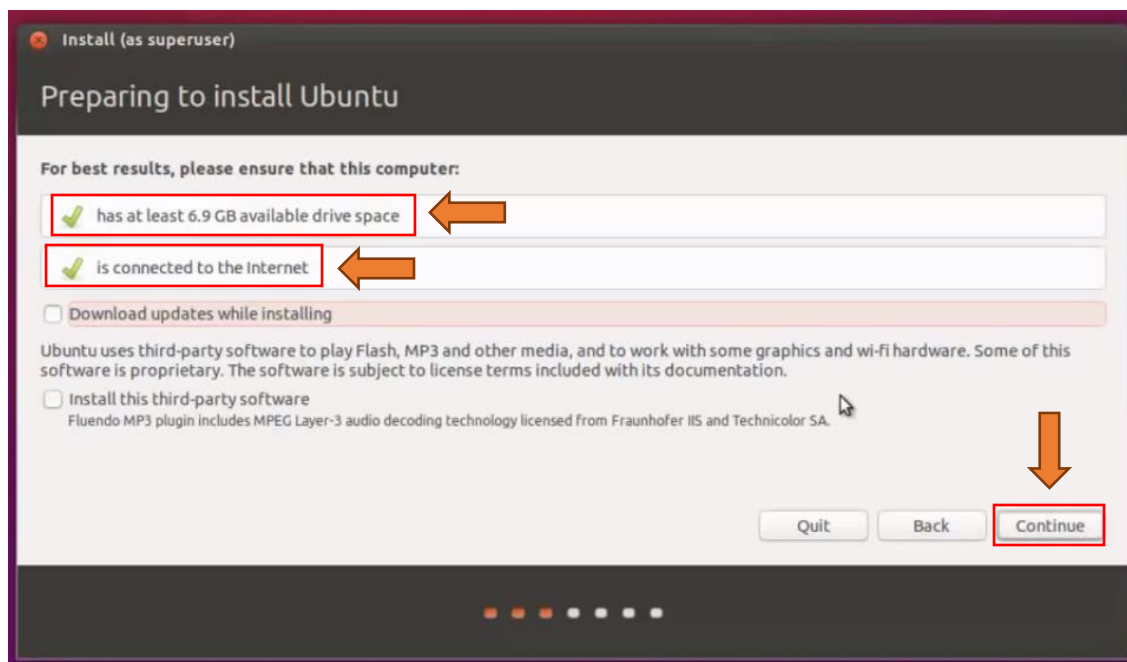 Install (as superuser)
Preparing to install Ubuntu
For best results, please ensure that this computer:
has at least 6.9 GB available drive space
is connected to the Internet
Download updates while installing
Ubuntu uses third-party software to play Flash, MP3 and other media, and to work with some graphics and wi-fi hardware. Some of this
software is proprietary. The software is subject to license terms included with its documentation.
Install this third-party software
Fluendo MP3 plugin includes MPEG Layer-3 audio decoding technology licensed from Fraunhofer IIS and Technicolor SA.
Quit Back Continue